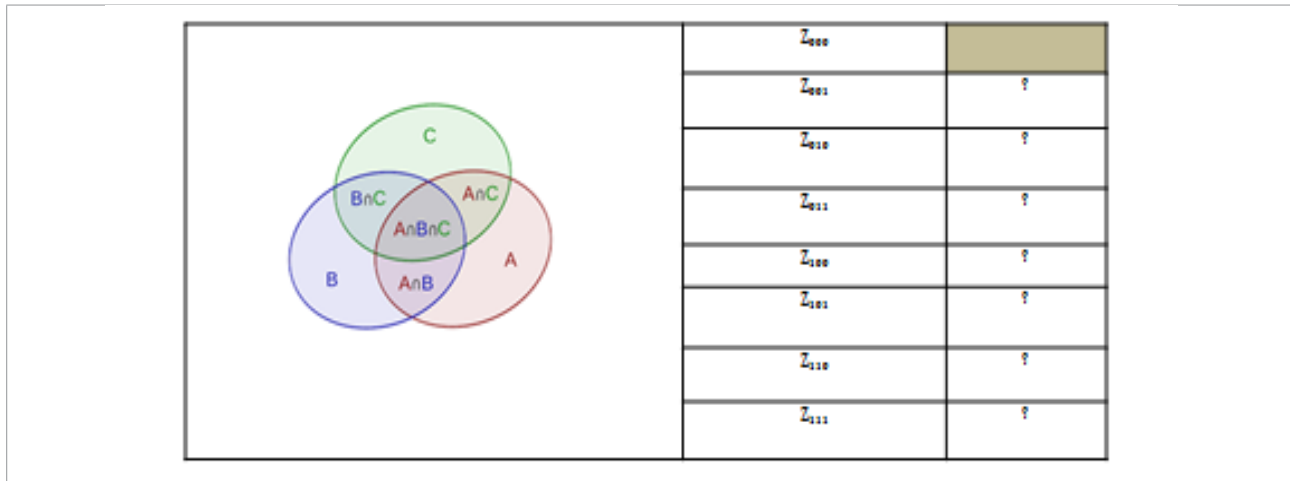 C
B∩C
A∩C
A∩B∩C
B
A∩B
A
Z₀₀₀
Z₀₀₁ ?
Z₀₁₀ ?
Z₀₁₁ ?
Z₁₀₀ ?
Z₁₀₁ ?
Z₁₁₀ ?
Z₁₁₁ ?